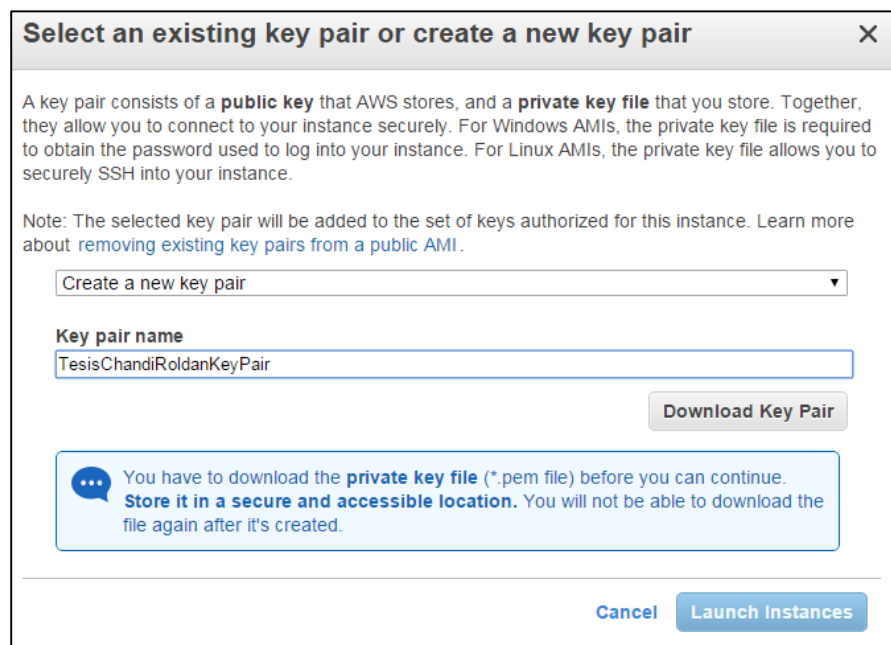 Select an existing key pair or create a new key pair
A key pair consists of a public key that AWS stores, and a private key file that you store. Together,
they allow you to connect to your instance securely. For Windows AMIs, the private key file is required
to obtain the password used to log into your instance. For Linux AMIs, the private key file allows you to
securely SSH into your instance.
Note: The selected key pair will be added to the set of keys authorized for this instance. Learn more
about removing existing key pairs from a public AMI.
Create a new key pair
Key pair name
TesisChandiRoldanKeyPair
Download Key Pair
You have to download the private key file (*.pem file) before you can continue.
Store it in a secure and accessible location. You will not be able to download the
file again after it's created.
Cancel Launch Instances